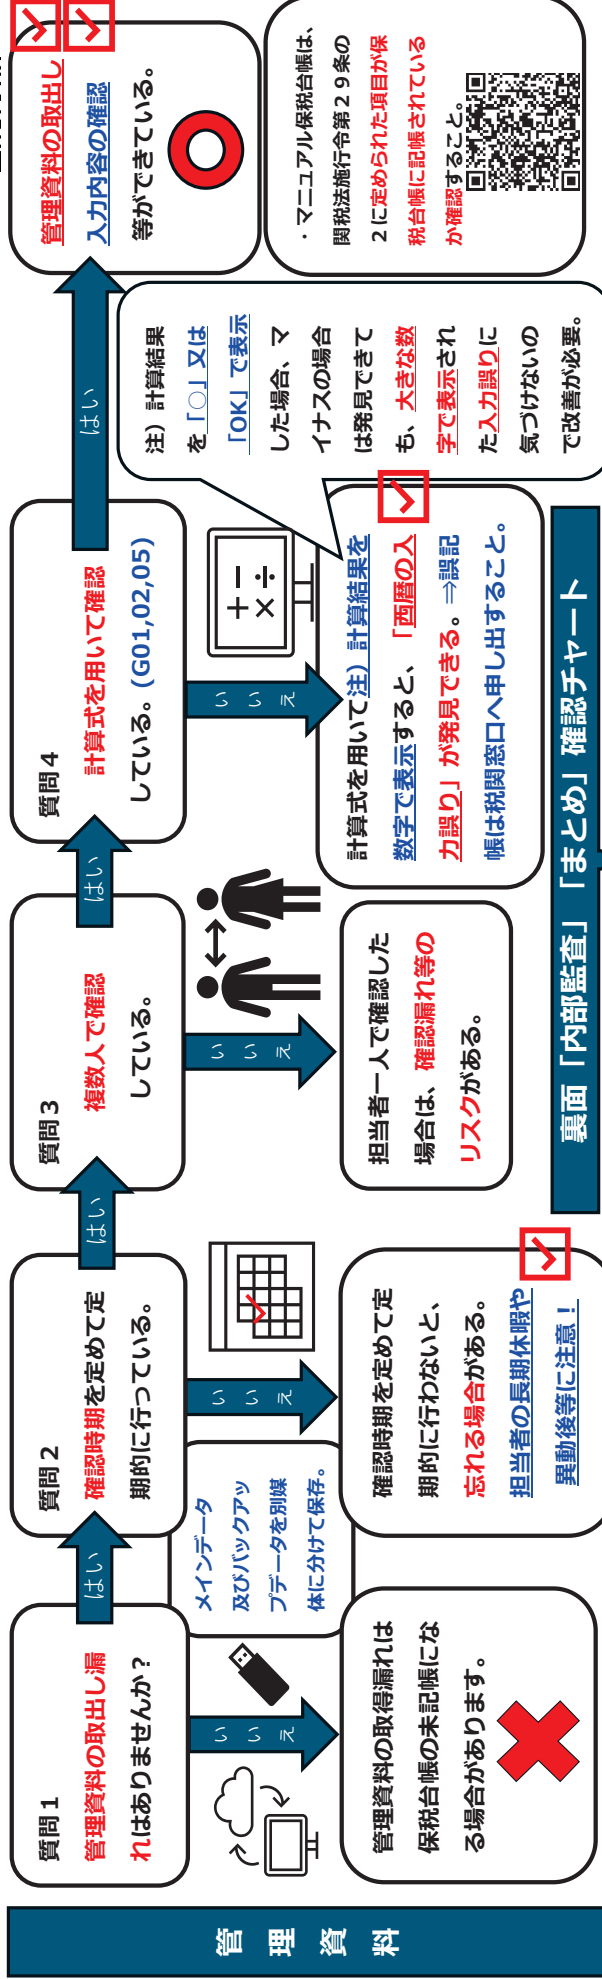 管理資料
質問１
管理資料の取出し漏
れはありませんか？
はい
いいえ
管理資料の取得漏れは
保税台帳の未記帳にな
る場合があります。
メインデータ
及びバックアッ
プデータを別媒
体に分けて保存。
質問２
確認時期を定めて定
期的に行っている。
はい
いいえ
確認時期を定めて定
期的に行わないと、
忘れる場合がある。
担当者の長期休暇や
異動後等に注意！
質問３
複数人で確認
している。
はい
いいえ
担当者一人で確認した
場合は、確認漏れ等の
リスクがある。
質問４
計算式を用いて確認
している。(G01,02,05)
はい
いいえ
＋－
×÷
計算式を用いて注）計算結果を
数字で表示すると、「西暦の入
力誤り」が発見できる。⇒誤記
帳は税関窓口へ申し出すること。
注）計算結果
を「○」又は
「OK」で表示
した場合、マ
イナスの場合
は発見できて
も、大きな数
字で表示され
た入力誤りに
気づけないの
で改善が必要。
管理資料の取出し
入力内容の確認
等ができている。
・マニュアル保税台帳は、
関税法施行令第２９条の
２に定められた項目が保
税台帳に記帳されている
か確認すること。
裏面「内部監査」「まとめ」確認チャート